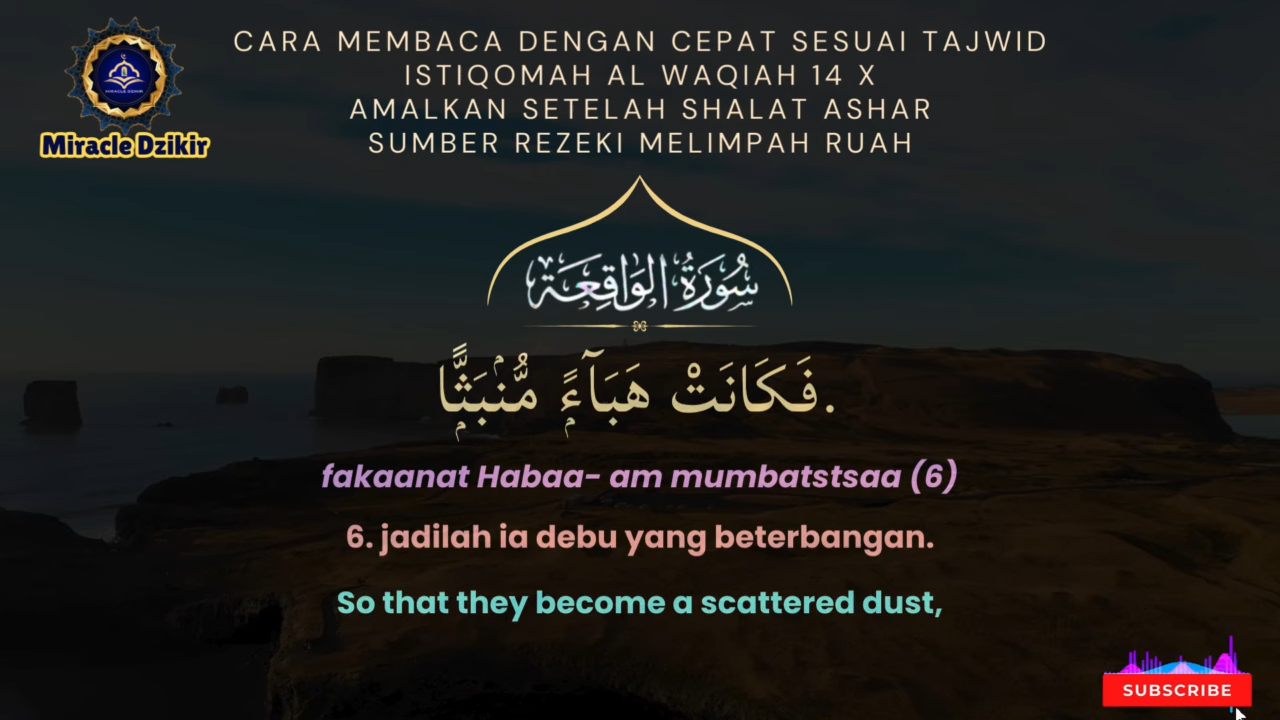 CARA MEMBACA DENGAN CEPAT SESUAI TAJWID
ISTIQOMAH AL WAQIAH 14 X
AMALKAN SETELAH SHALAT ASHAR
SUMBER REZEKI MELIMPAH RUAH
MIRACLE DZIKIR
Miracle Dzikir
سُورَةُ الوَاقِعَة
فَكَانَتْ هَبَآءً مُّنۢبَثًّا.
fakaanat Habaa- am mumbatstsaa (6)
6. jadilah ia debu yang beterbangan.
So that they become a scattered dust,
SUBSCRIBE